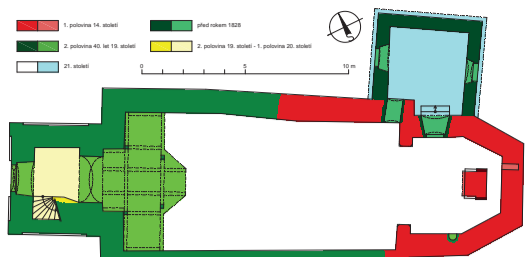 1. polovina 14. století
před rokem 1828
2. polovina 40. let 19. století
2. polovina 19. století - 1. polovina 20. století
21. století
0 5 10 m